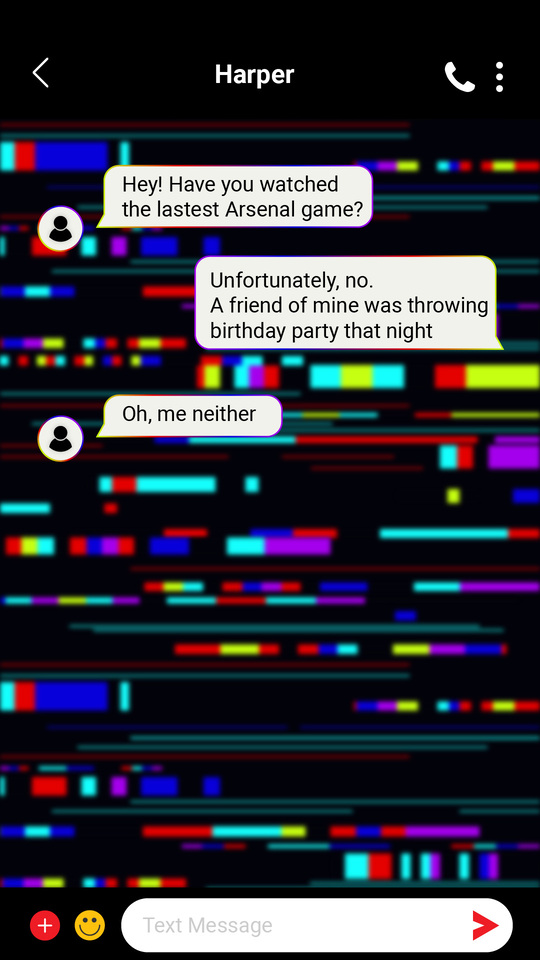 Harper
Hey! Have you watched
the lastest Arsenal game?
Unfortunately, no.
A friend of mine was throwing
birthday party that night
Oh, me neither
Text Message